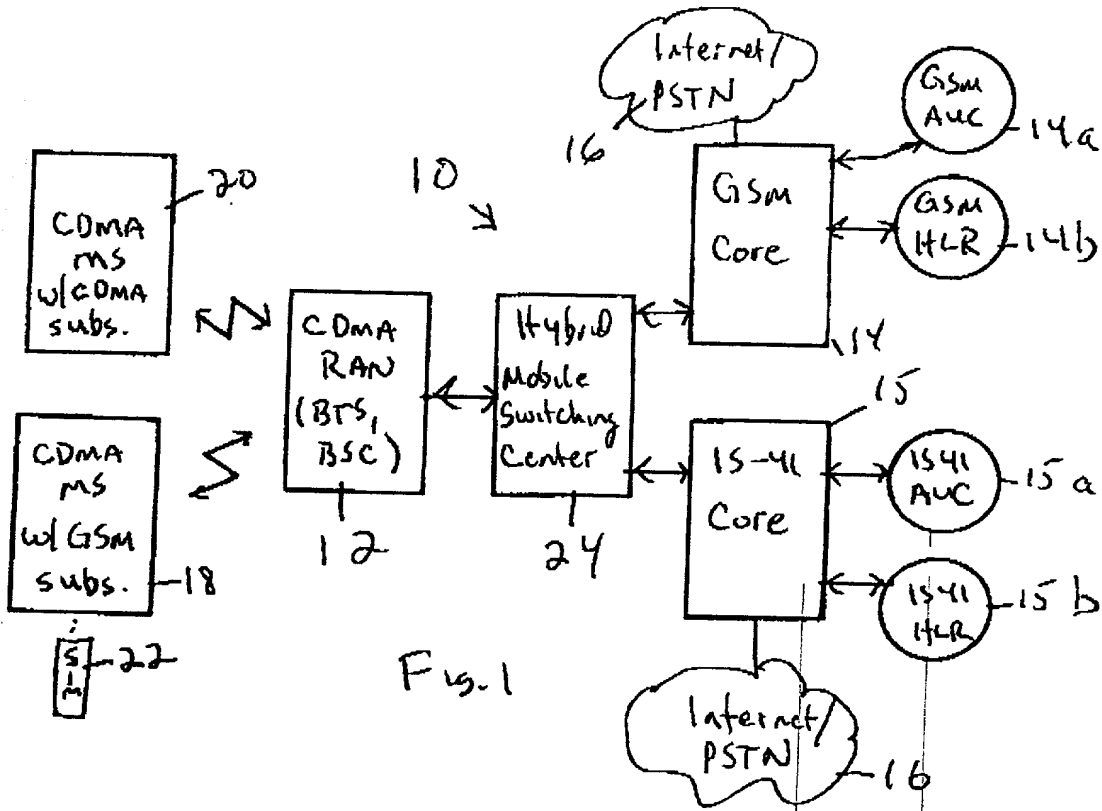 Internet/
PSTN
16
GSM
AUC
14a
GSM
HLR
14b
GSM
Core
14
10
20
CDMA
MS
w/CDMA
subs.
CDMA
RAN
(BTS,
BSC)
12
Hybrid
Mobile
Switching
Center
24
15
IS-41
Core
IS41
AUC
15a
IS41
HLR
15b
CDMA
MS
w/ GSM
subs.
18
SIM
22
Fig. 1
Internet/
PSTN
16